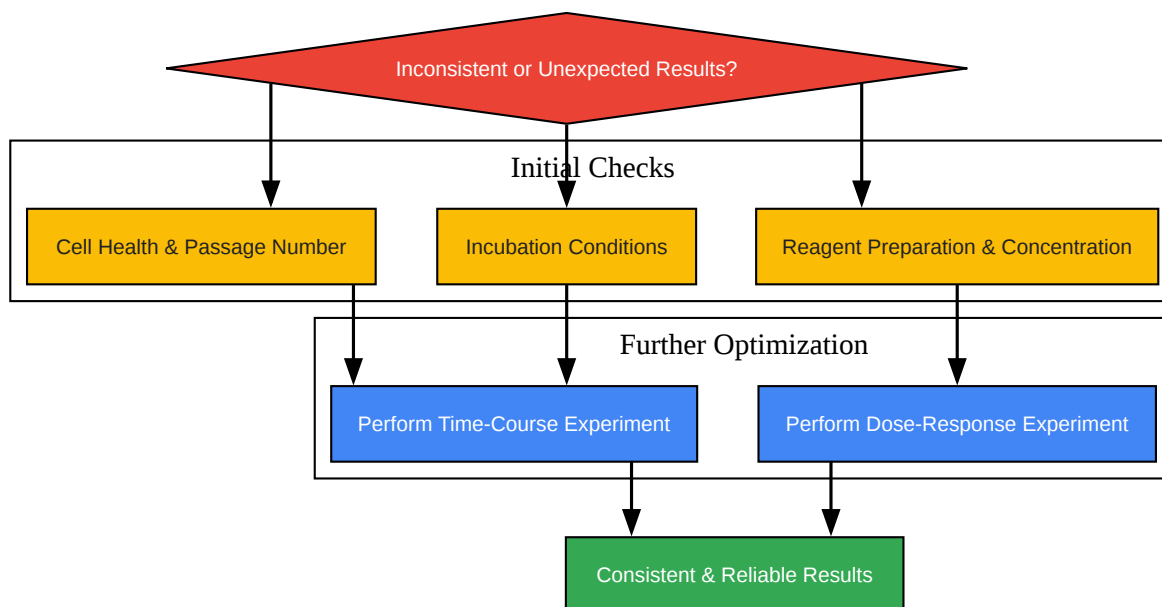 Inconsistent or Unexpected Results?
Initial Checks
Cell Health & Passage Number
Incubation Conditions
Reagent Preparation & Concentration
Further Optimization
Perform Time-Course Experiment
Perform Dose-Response Experiment
Consistent & Reliable Results